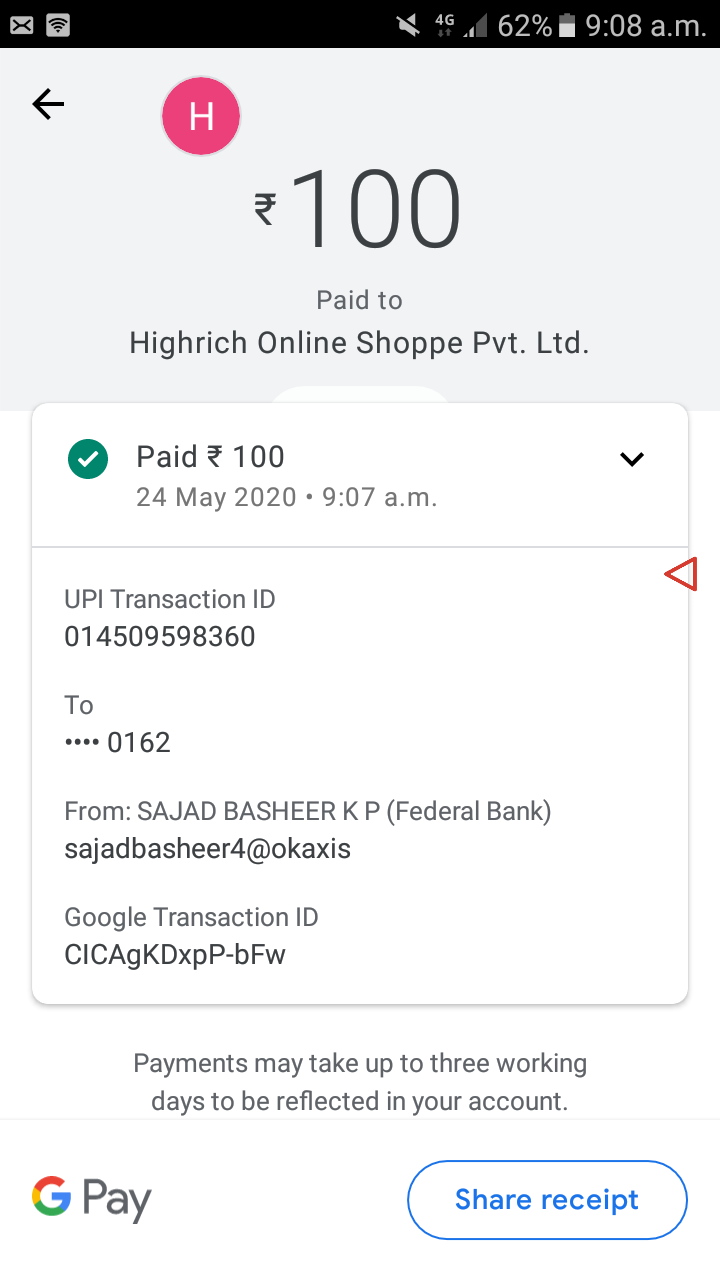 4G 62% 9:08 a.m.
H
₹100
Paid to
Highrich Online Shoppe Pvt. Ltd.
Paid ₹ 100
24 May 2020 • 9:07 a.m.
UPI Transaction ID
014509598360
To
•••• 0162
From: SAJAD BASHEER K P (Federal Bank)
sajadbasheer4@okaxis
Google Transaction ID
CICAgKDxpP-bFw
Payments may take up to three working
days to be reflected in your account.
G Pay
Share receipt